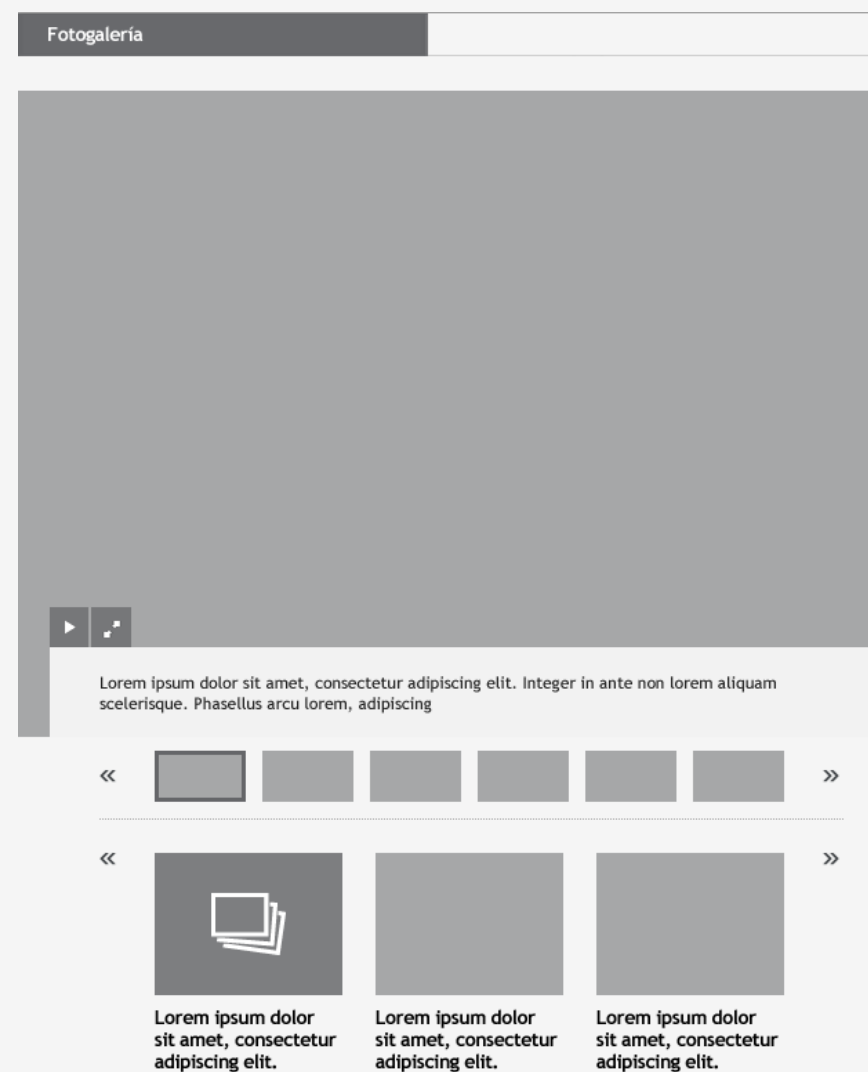 Fotogalería
Lorem ipsum dolor sit amet, consectetur adipiscing elit. Integer in ante non lorem aliquam
scelerisque. Phasellus arcu lorem, adipiscing
«
»
«
»
Lorem ipsum dolor
sit amet, consectetur
adipiscing elit.
Lorem ipsum dolor
sit amet, consectetur
adipiscing elit.
Lorem ipsum dolor
sit amet, consectetur
adipiscing elit.